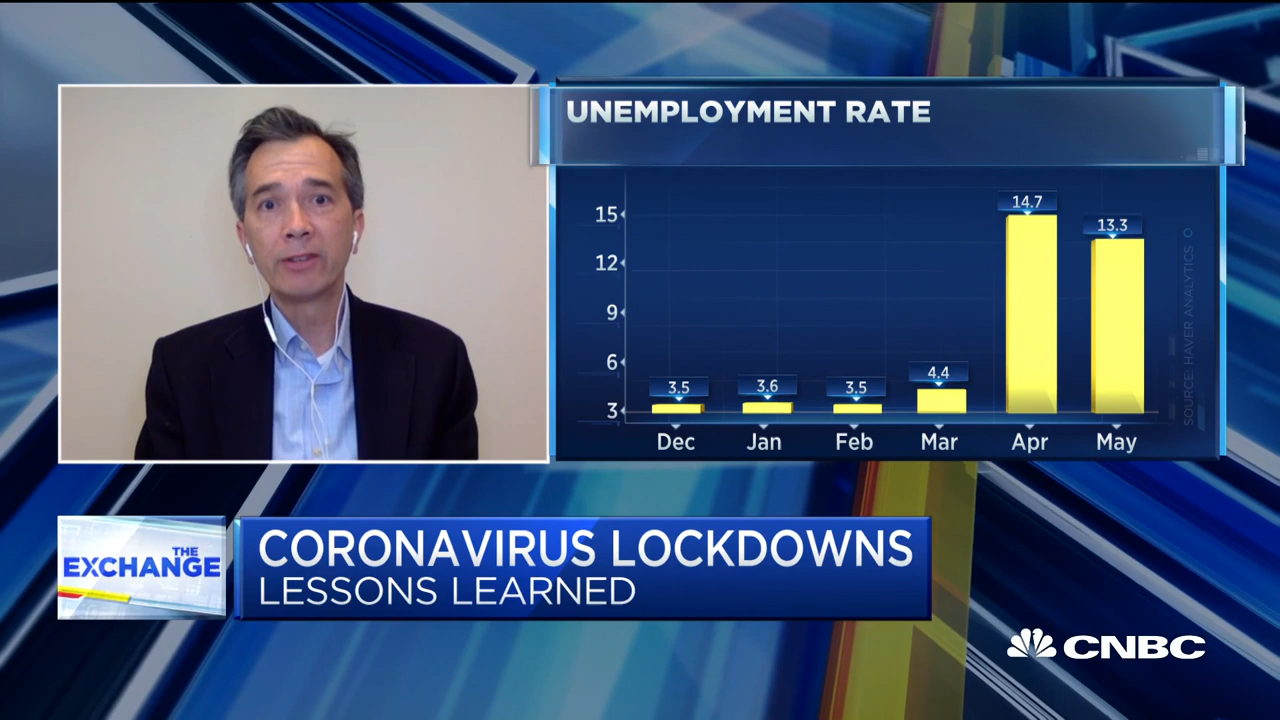 UNEMPLOYMENT RATE
15
12
9
6
3
3.5
3.6
3.5
4.4
14.7
13.3
Dec
Jan
Feb
Mar
Apr
May
SOURCE: HAVER ANALYTICS
THE
EXCHANGE
CORONAVIRUS LOCKDOWNS
LESSONS LEARNED
CNBC